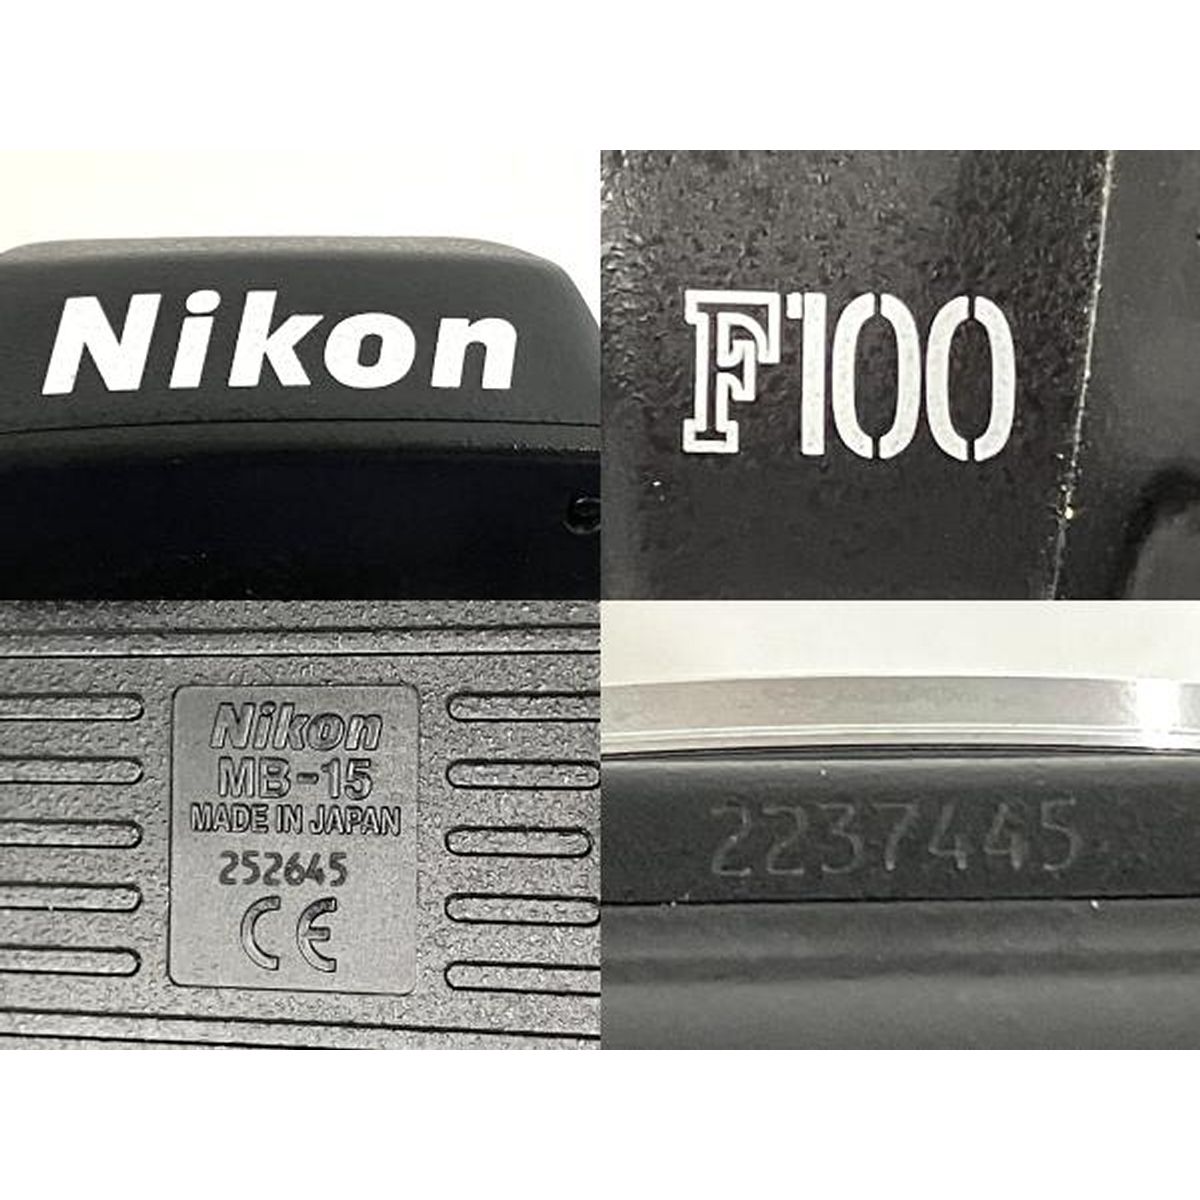 Nikon
F100
Nikon
MB-15
MADE IN JAPAN
252645
CE
2237445